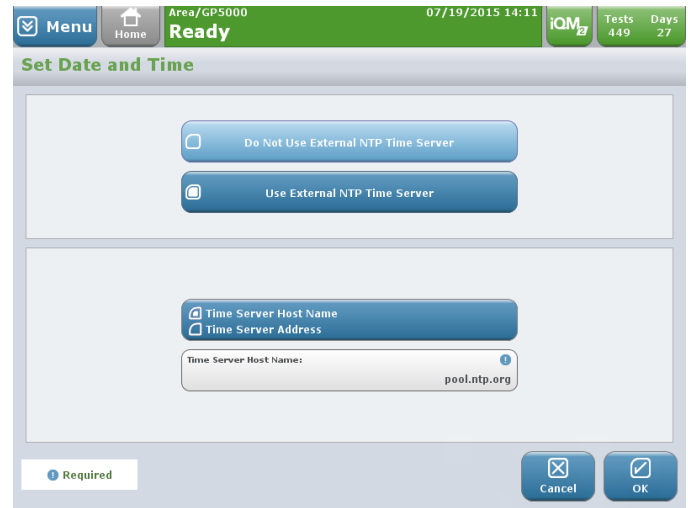 Menu
Home
Area/GP5000 07/19/2015 14:11
Ready
iQM2
Tests Days
449 27
Set Date and Time
Do Not Use External NTP Time Server
Use External NTP Time Server
Time Server Host Name
Time Server Address
Time Server Host Name: !
pool.ntp.org
! Required
Cancel
OK